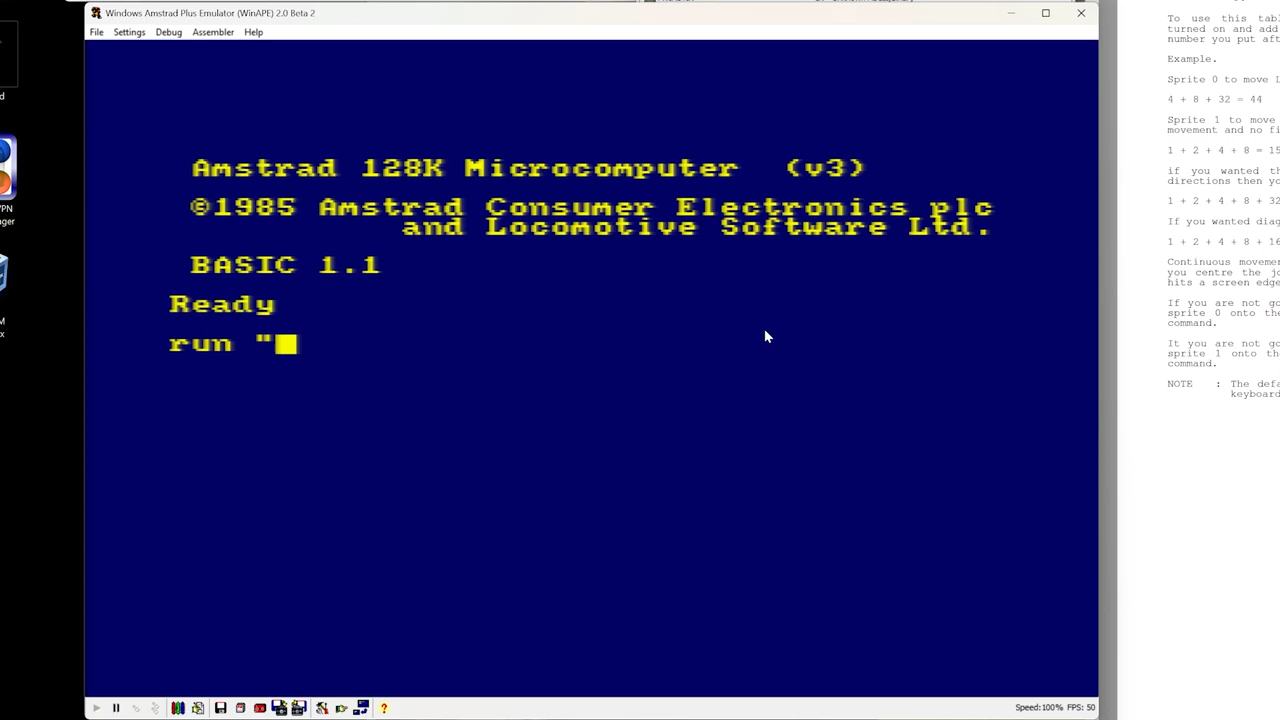 Windows Amstrad Plus Emulator (WinAPE) 2.0 Beta 2
File Settings Debug Assembler Help
Amstrad 128K Microcomputer (v3)
©1985 Amstrad Consumer Electronics plc
and Locomotive Software Ltd.
BASIC 1.1
Ready
run "
Speed:100% FPS: 50
To use this tabl
turned on and add
number you put aft
Example.
Sprite 0 to move L
4 + 8 + 32 = 44
Sprite 1 to move
movement and no fi
1 + 2 + 4 + 8 = 15
if you wanted th
directions then yo
1 + 2 + 4 + 8 + 32
If you wanted diag
1 + 2 + 4 + 8 + 16
Continuous movemen
you centre the jo
hits a screen edge
If you are not go
sprite 0 onto the
command.
It you are not go
sprite 1 onto the
command.
NOTE : The defa
keyboard